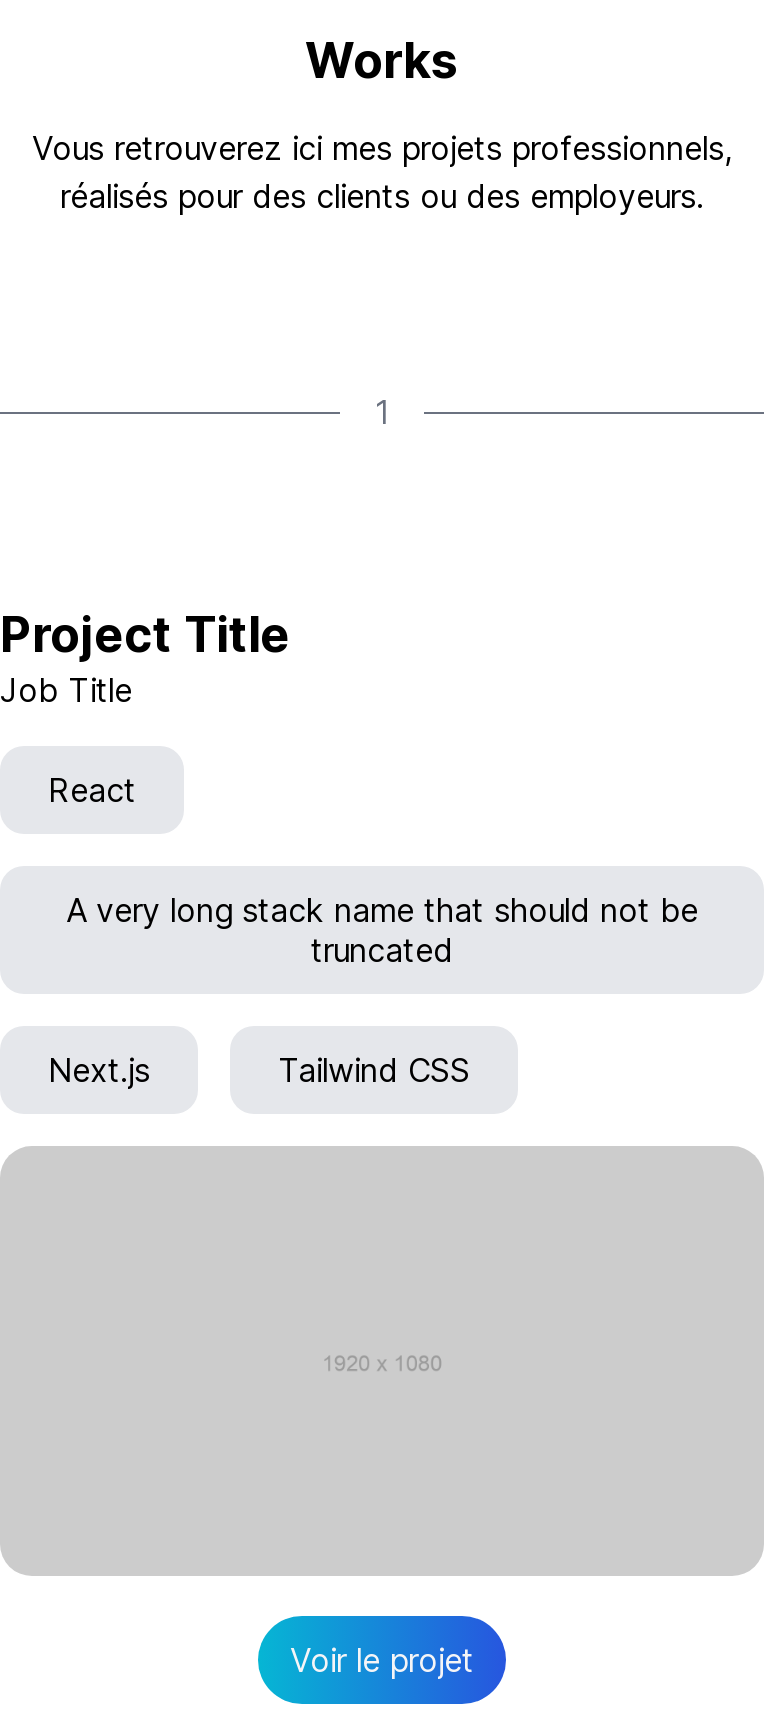 Works
Vous retrouverez ici mes projets professionnels,
réalisés pour des clients ou des employeurs.
1
Project Title
Job Title
React
A very long stack name that should not be
truncated
Next.js
Tailwind CSS
1920 x 1080
Voir le projet